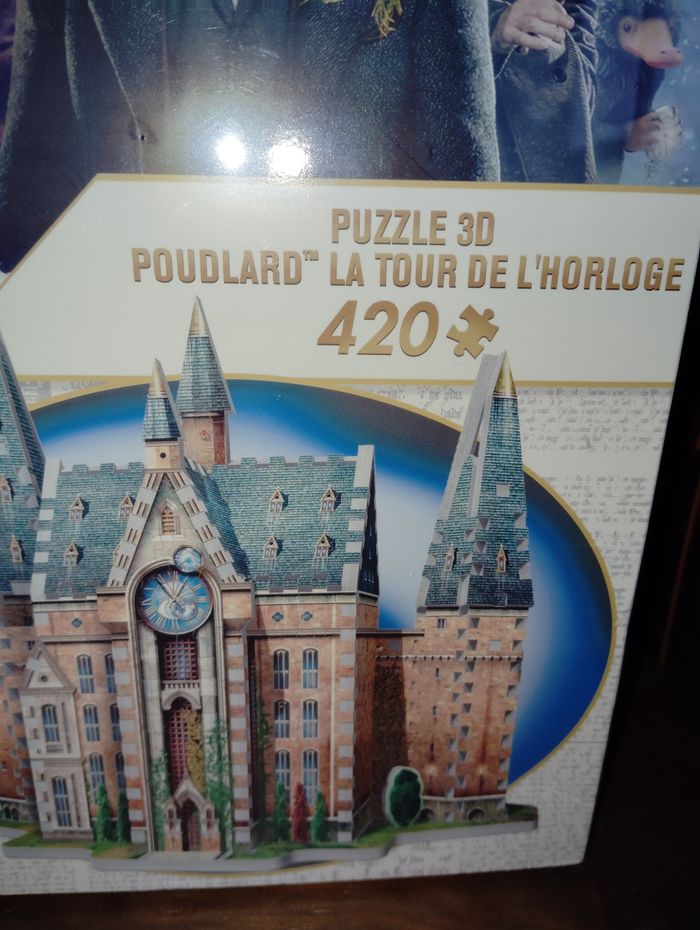 PUZZLE 3D
POUDLARD™ LA TOUR DE L'HORLOGE
420